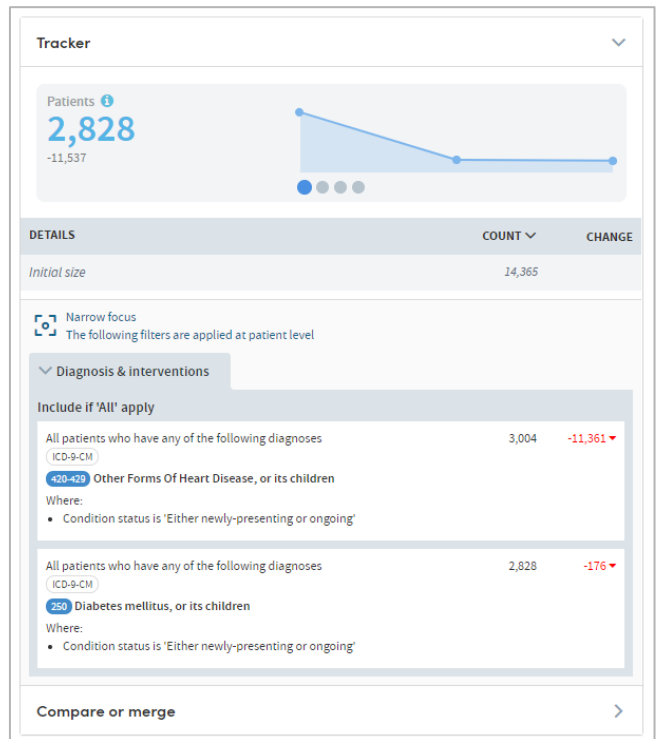 Tracker
Patients
2,828
-11,537
DETAILS COUNT CHANGE
Initial size 14,365
Narrow focus
The following filters are applied at patient level
Diagnosis & interventions
Include if 'All' apply
All patients who have any of the following diagnoses 3,004 -11,361
ICD-9-CM
420-429 Other Forms Of Heart Disease, or its children
Where:
• Condition status is 'Either newly-presenting or ongoing'
All patients who have any of the following diagnoses 2,828 -176
ICD-9-CM
250 Diabetes mellitus, or its children
Where:
• Condition status is 'Either newly-presenting or ongoing'
Compare or merge